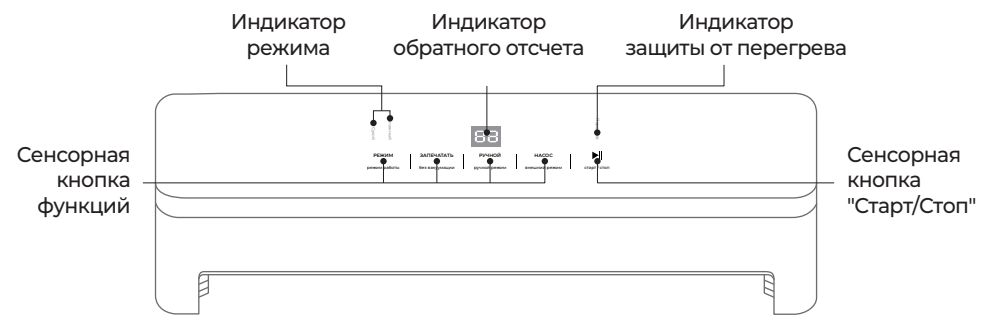 Индикатор
режима
Индикатор
обратного отсчета
Индикатор
защиты от перегрева
Сенсорная
кнопка
функций
Сенсорная
кнопка
"Старт/Стоп"
88
РЕЖИМ
ЗАПЕЧАТАТЬ
РУЧНОЙ
НАСОС
режим работы
без вакуумации
ручной режим
внешний режим
старт / стоп